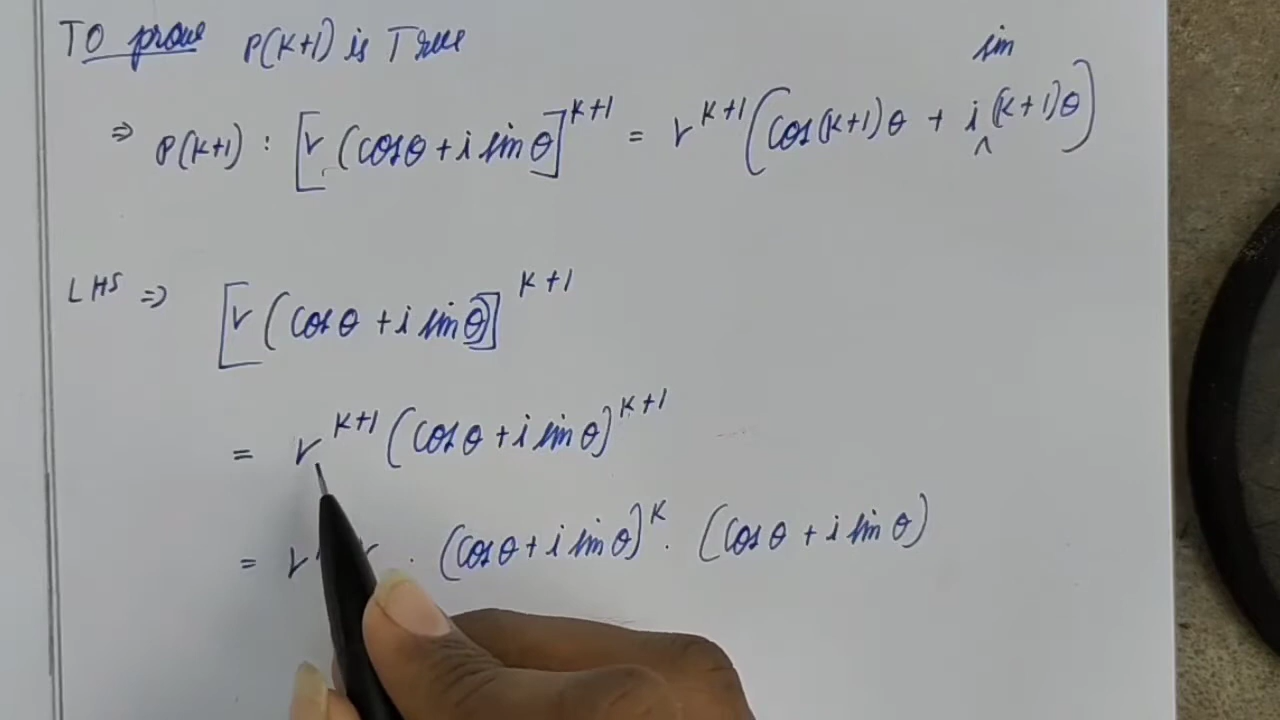 TO prove P(K+1) is True
⇒ P(K+1) : [r (cosθ + i sinθ]^K+1 = r^K+1 (cos(K+1)θ + i sin (K+1)θ)
LHS ⇒ [r (cosθ + i sinθ)]^K+1
= r^K+1 (cosθ + i sinθ)^K+1
= r . (cosθ + i sinθ)^K . (cosθ + i sinθ)